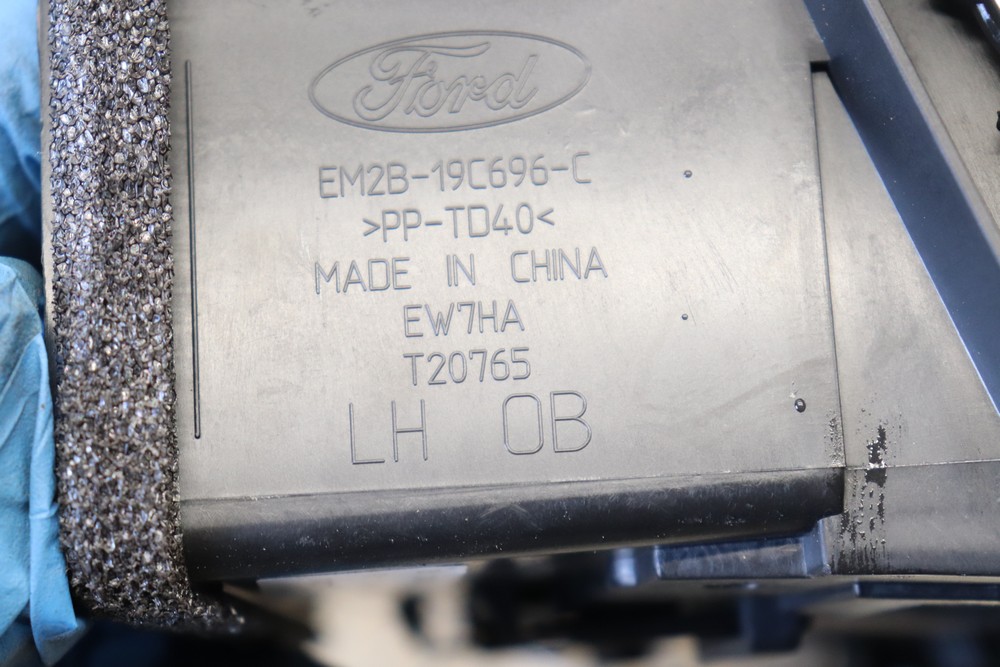 Ford
EM2B-19C696-C
>PP-TD40<
MADE IN CHINA
EW7HA
T20765
LH OB